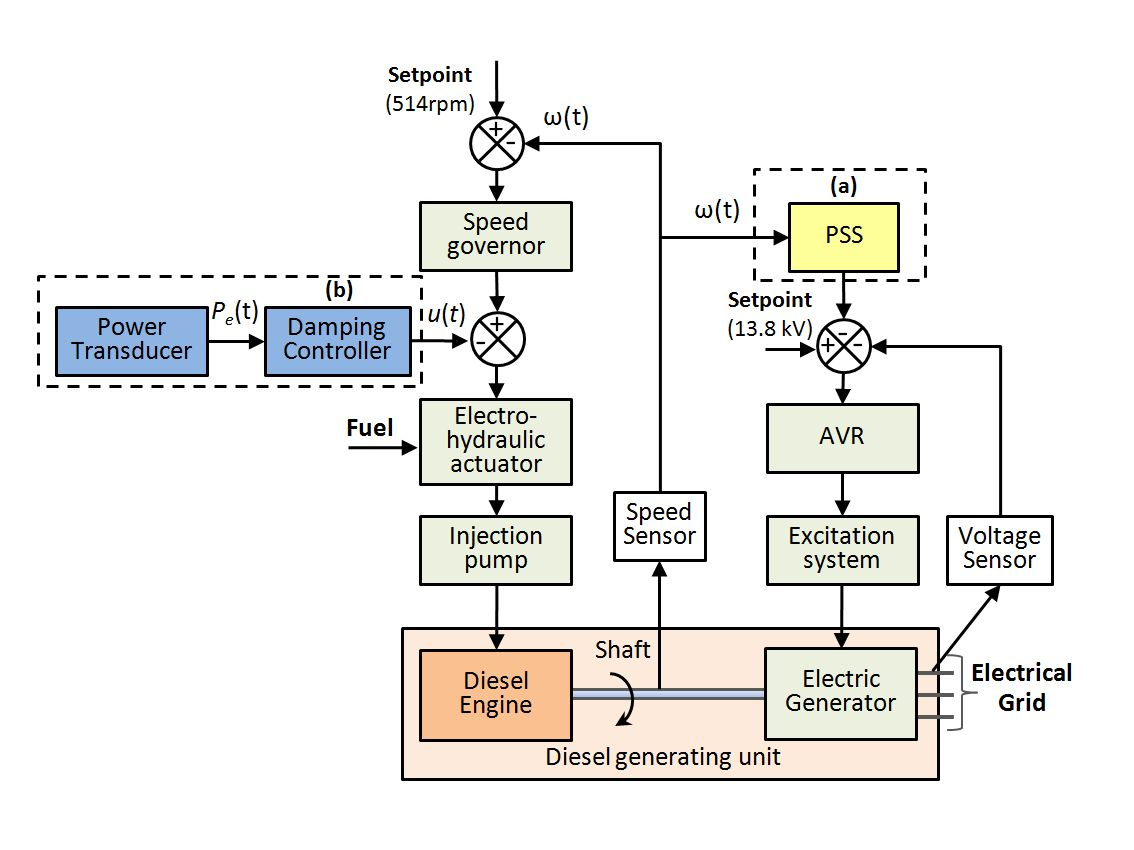 Setpoint
(514rpm)
+
-
ω(t)
Speed
governor
ω(t)
(a)
PSS
(b)
Power
Transducer
Pe(t)
Damping
Controller
u(t)
+
-
Setpoint
(13.8 kV)
-
+
-
Fuel
Electro-
hydraulic
actuator
AVR
Injection
pump
Speed
Sensor
Excitation
system
Voltage
Sensor
Diesel
Engine
Shaft
Electric
Generator
Electrical
Grid
Diesel generating unit